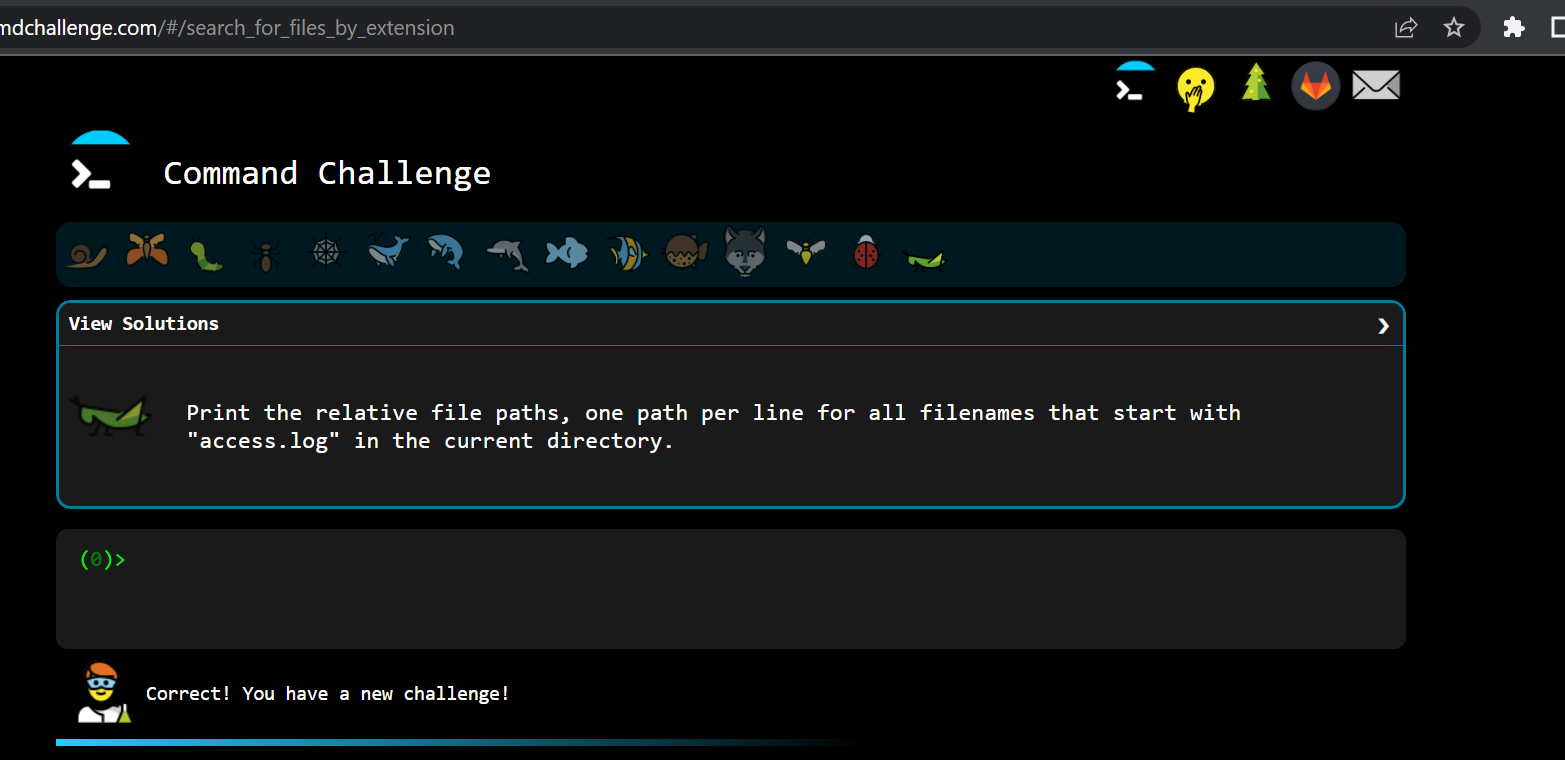 mdchallenge.com/#/search_for_files_by_extension
Command Challenge
View Solutions
Print the relative file paths, one path per line for all filenames that start with
"access.log" in the current directory.
(0)>
Correct! You have a new challenge!